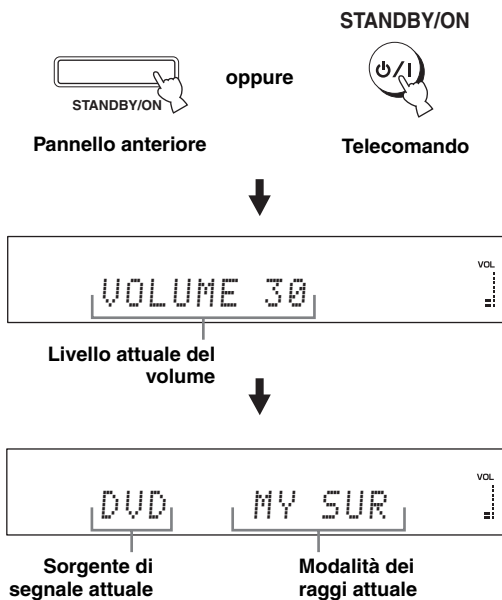 STANDBY/ON
oppure
STANDBY/ON
Pannello anteriore
Telecomando
VOL
VOLUME 30
Livello attuale del
volume
VOL
DVD MY SUR
Sorgente di
segnale attuale
Modalità dei
raggi attuale